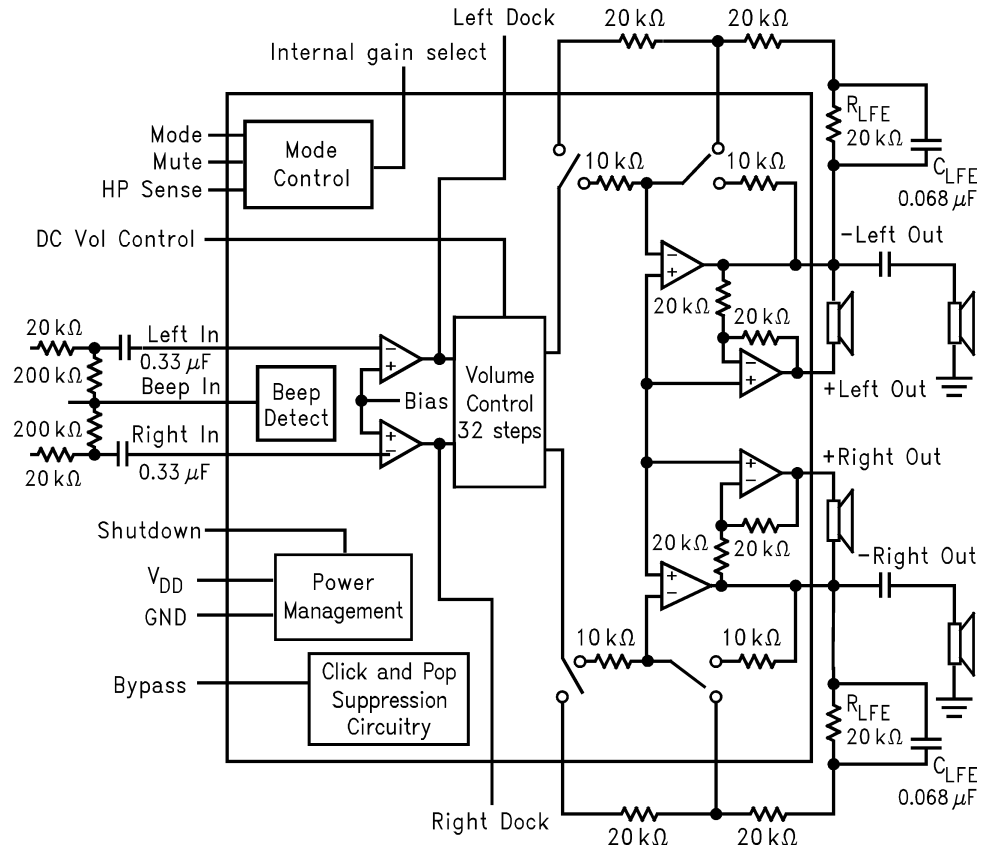 Left Dock
20 kΩ
20 kΩ
Internal gain select
R_LFE
20 kΩ
Mode
Mute
HP Sense
Mode
Control
10 kΩ
10 kΩ
C_LFE
0.068 μF
DC Vol Control
−Left Out
20 kΩ
20 kΩ
20 kΩ
Left In
0.33 μF
200 kΩ
Beep In
Beep
Detect
Bias
Volume
Control
32 steps
+Left Out
200 kΩ
Right In
20 kΩ
0.33 μF
+Right Out
Shutdown
20 kΩ
20 kΩ
−Right Out
V_DD
GND
Power
Management
10 kΩ
10 kΩ
Bypass
Click and Pop
Suppression
Circuitry
R_LFE
20 kΩ
C_LFE
0.068 μF
Right Dock
20 kΩ
20 kΩ